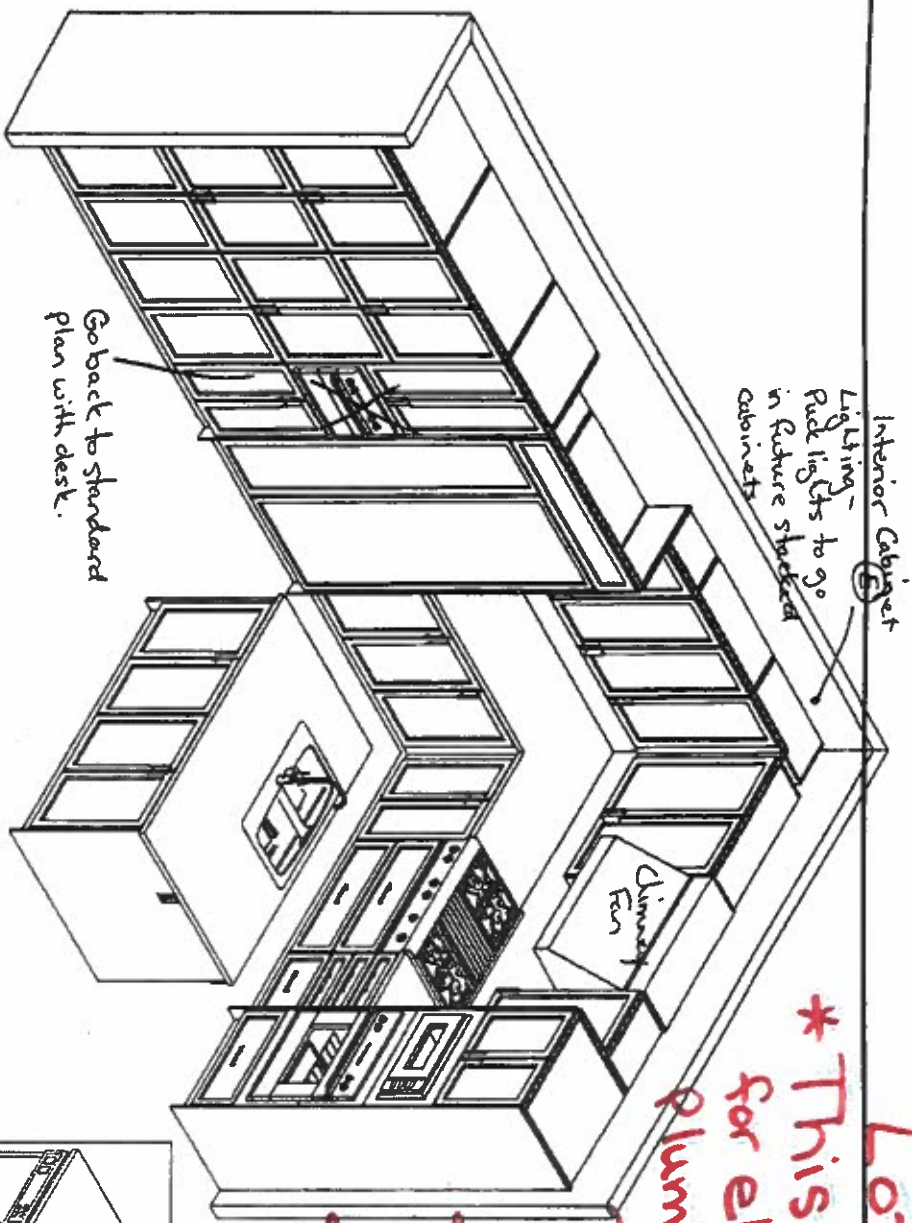 Interior Cabinet
Lighting-
Puck lights to go
in future stacked
cabinets
E
Go back to standard
plan with desk.
Chimney
Fan
Lo
* This
for el
plum